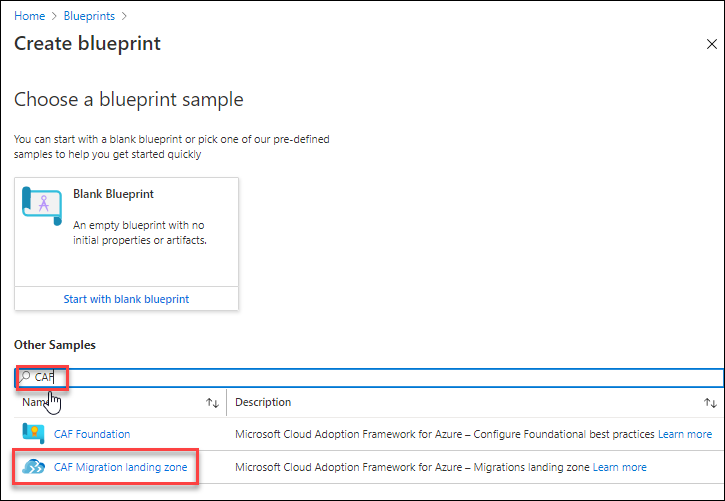 Home > Blueprints >
Create blueprint
Choose a blueprint sample
You can start with a blank blueprint or pick one of our pre-defined
samples to help you get started quickly
Blank Blueprint
An empty blueprint with no
initial properties or artifacts.
Start with blank blueprint
Other Samples
CAF
Name Description
CAF Foundation Microsoft Cloud Adoption Framework for Azure – Configure Foundational best practices Learn more
CAF Migration landing zone Microsoft Cloud Adoption Framework for Azure – Migrations landing zone Learn more